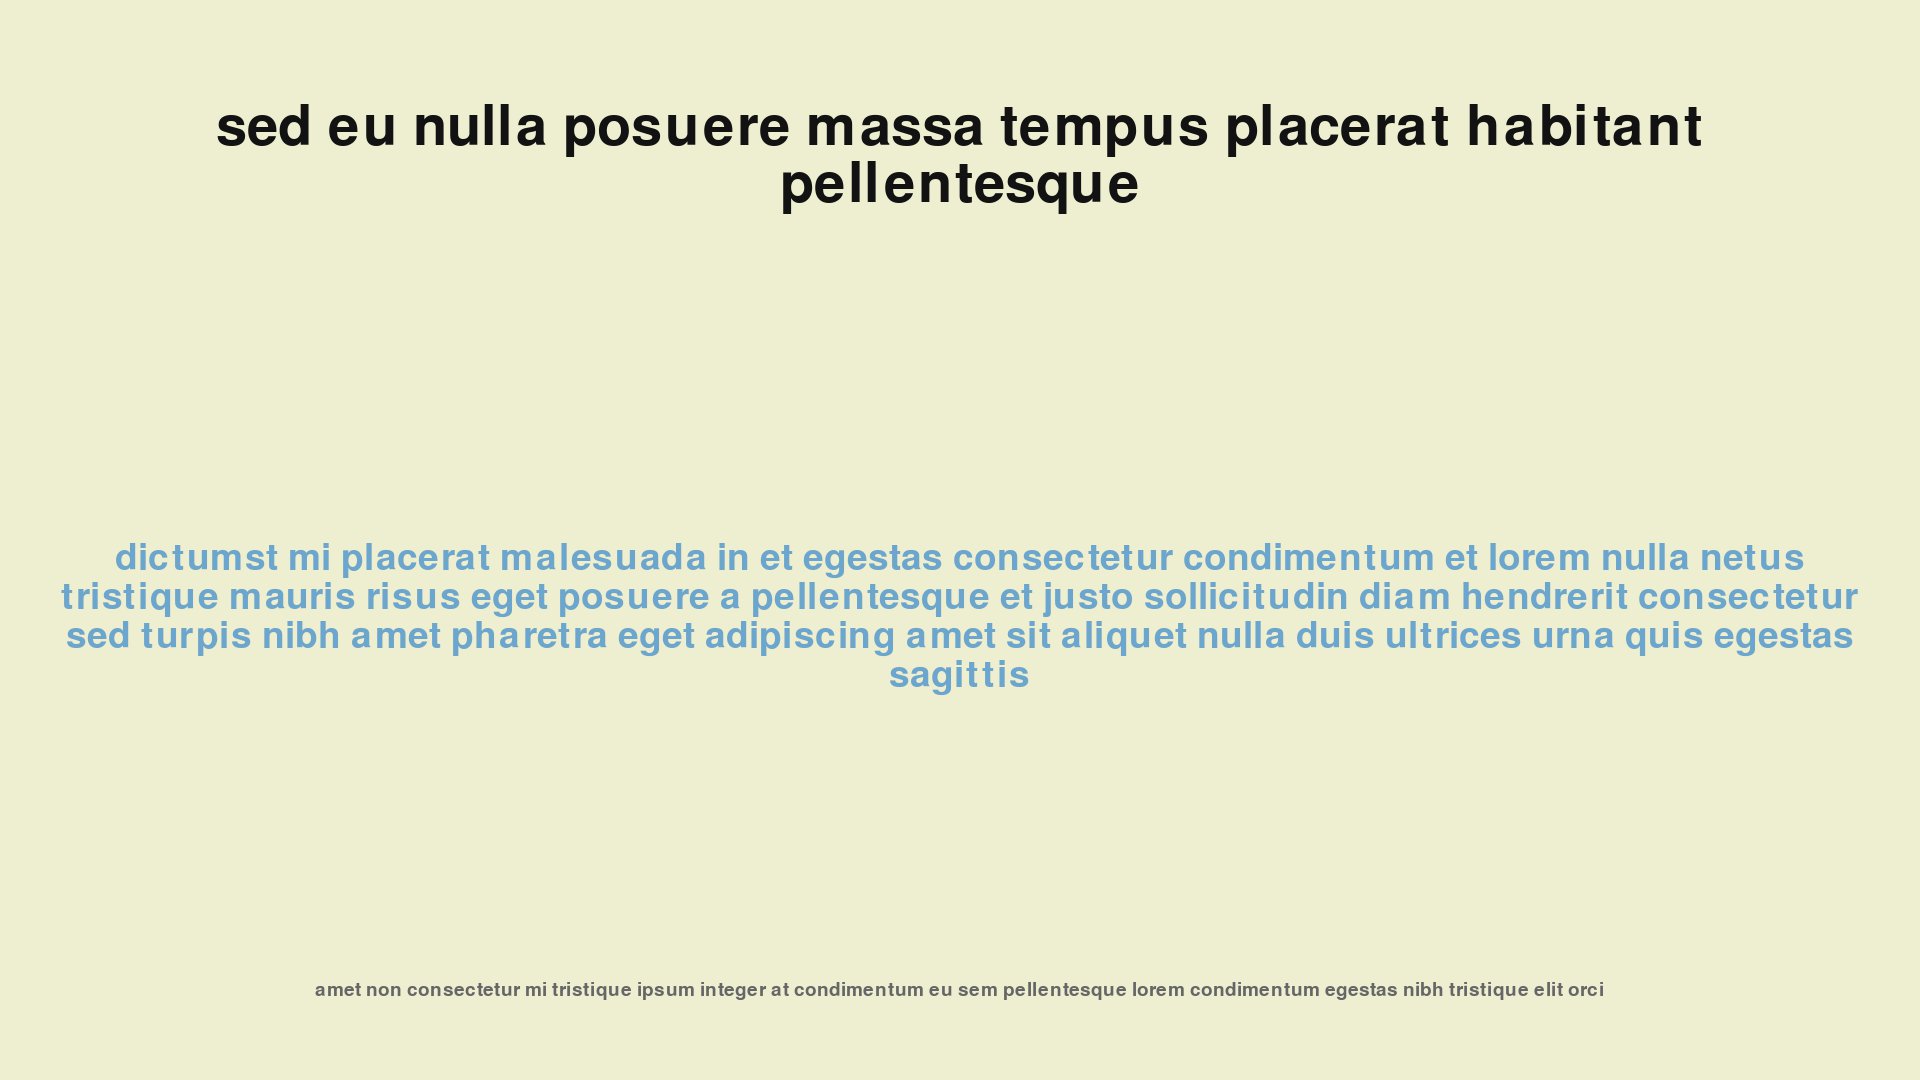 sed eu nulla posuere massa tempus placerat habitant
pellentesque
dictumst mi placerat malesuada in et egestas consectetur condimentum et lorem nulla netus
tristique mauris risus eget posuere a pellentesque et justo sollicitudin diam hendrerit consectetur
sed turpis nibh amet pharetra eget adipiscing amet sit aliquet nulla duis ultrices urna quis egestas
sagittis
amet non consectetur mi tristique ipsum integer at condimentum eu sem pellentesque lorem condimentum egestas nibh tristique elit orci